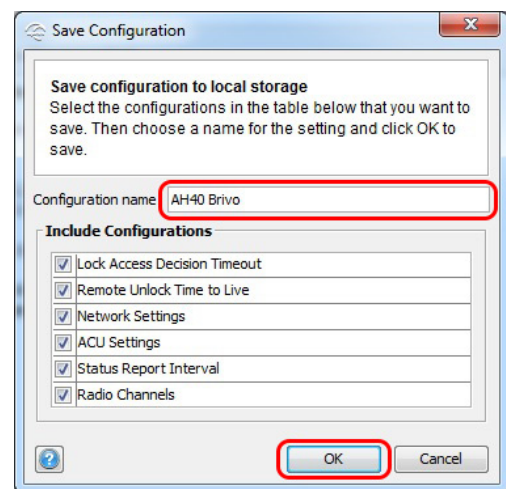 Save Configuration
Save configuration to local storage
Select the configurations in the table below that you want to
save. Then choose a name for the setting and click OK to
save.
Configuration name AH40 Brivo
Include Configurations
Lock Access Decision Timeout
Remote Unlock Time to Live
Network Settings
ACU Settings
Status Report Interval
Radio Channels
OK Cancel